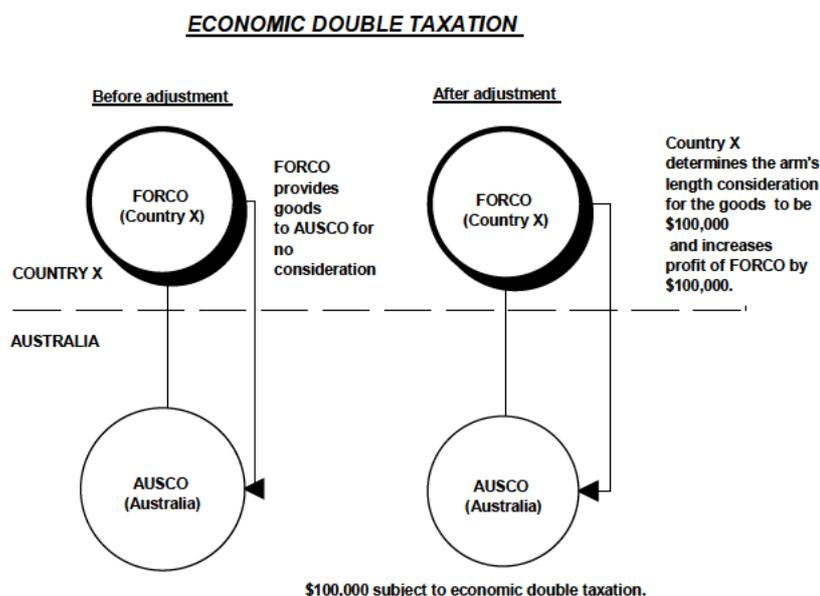 ECONOMIC DOUBLE TAXATION
Before adjustment
FORCO
(Country X)
FORCO
provides
goods
to AUSCO for
no
consideration
COUNTRY X
AUSTRALIA
AUSCO
(Australia)
After adjustment
FORCO
(Country X)
Country X
determines the arm's
length consideration
for the goods to be
$100,000
and increases
profit of FORCO by
$100,000.
AUSCO
(Australia)
$100.000 subject to economic double taxation.